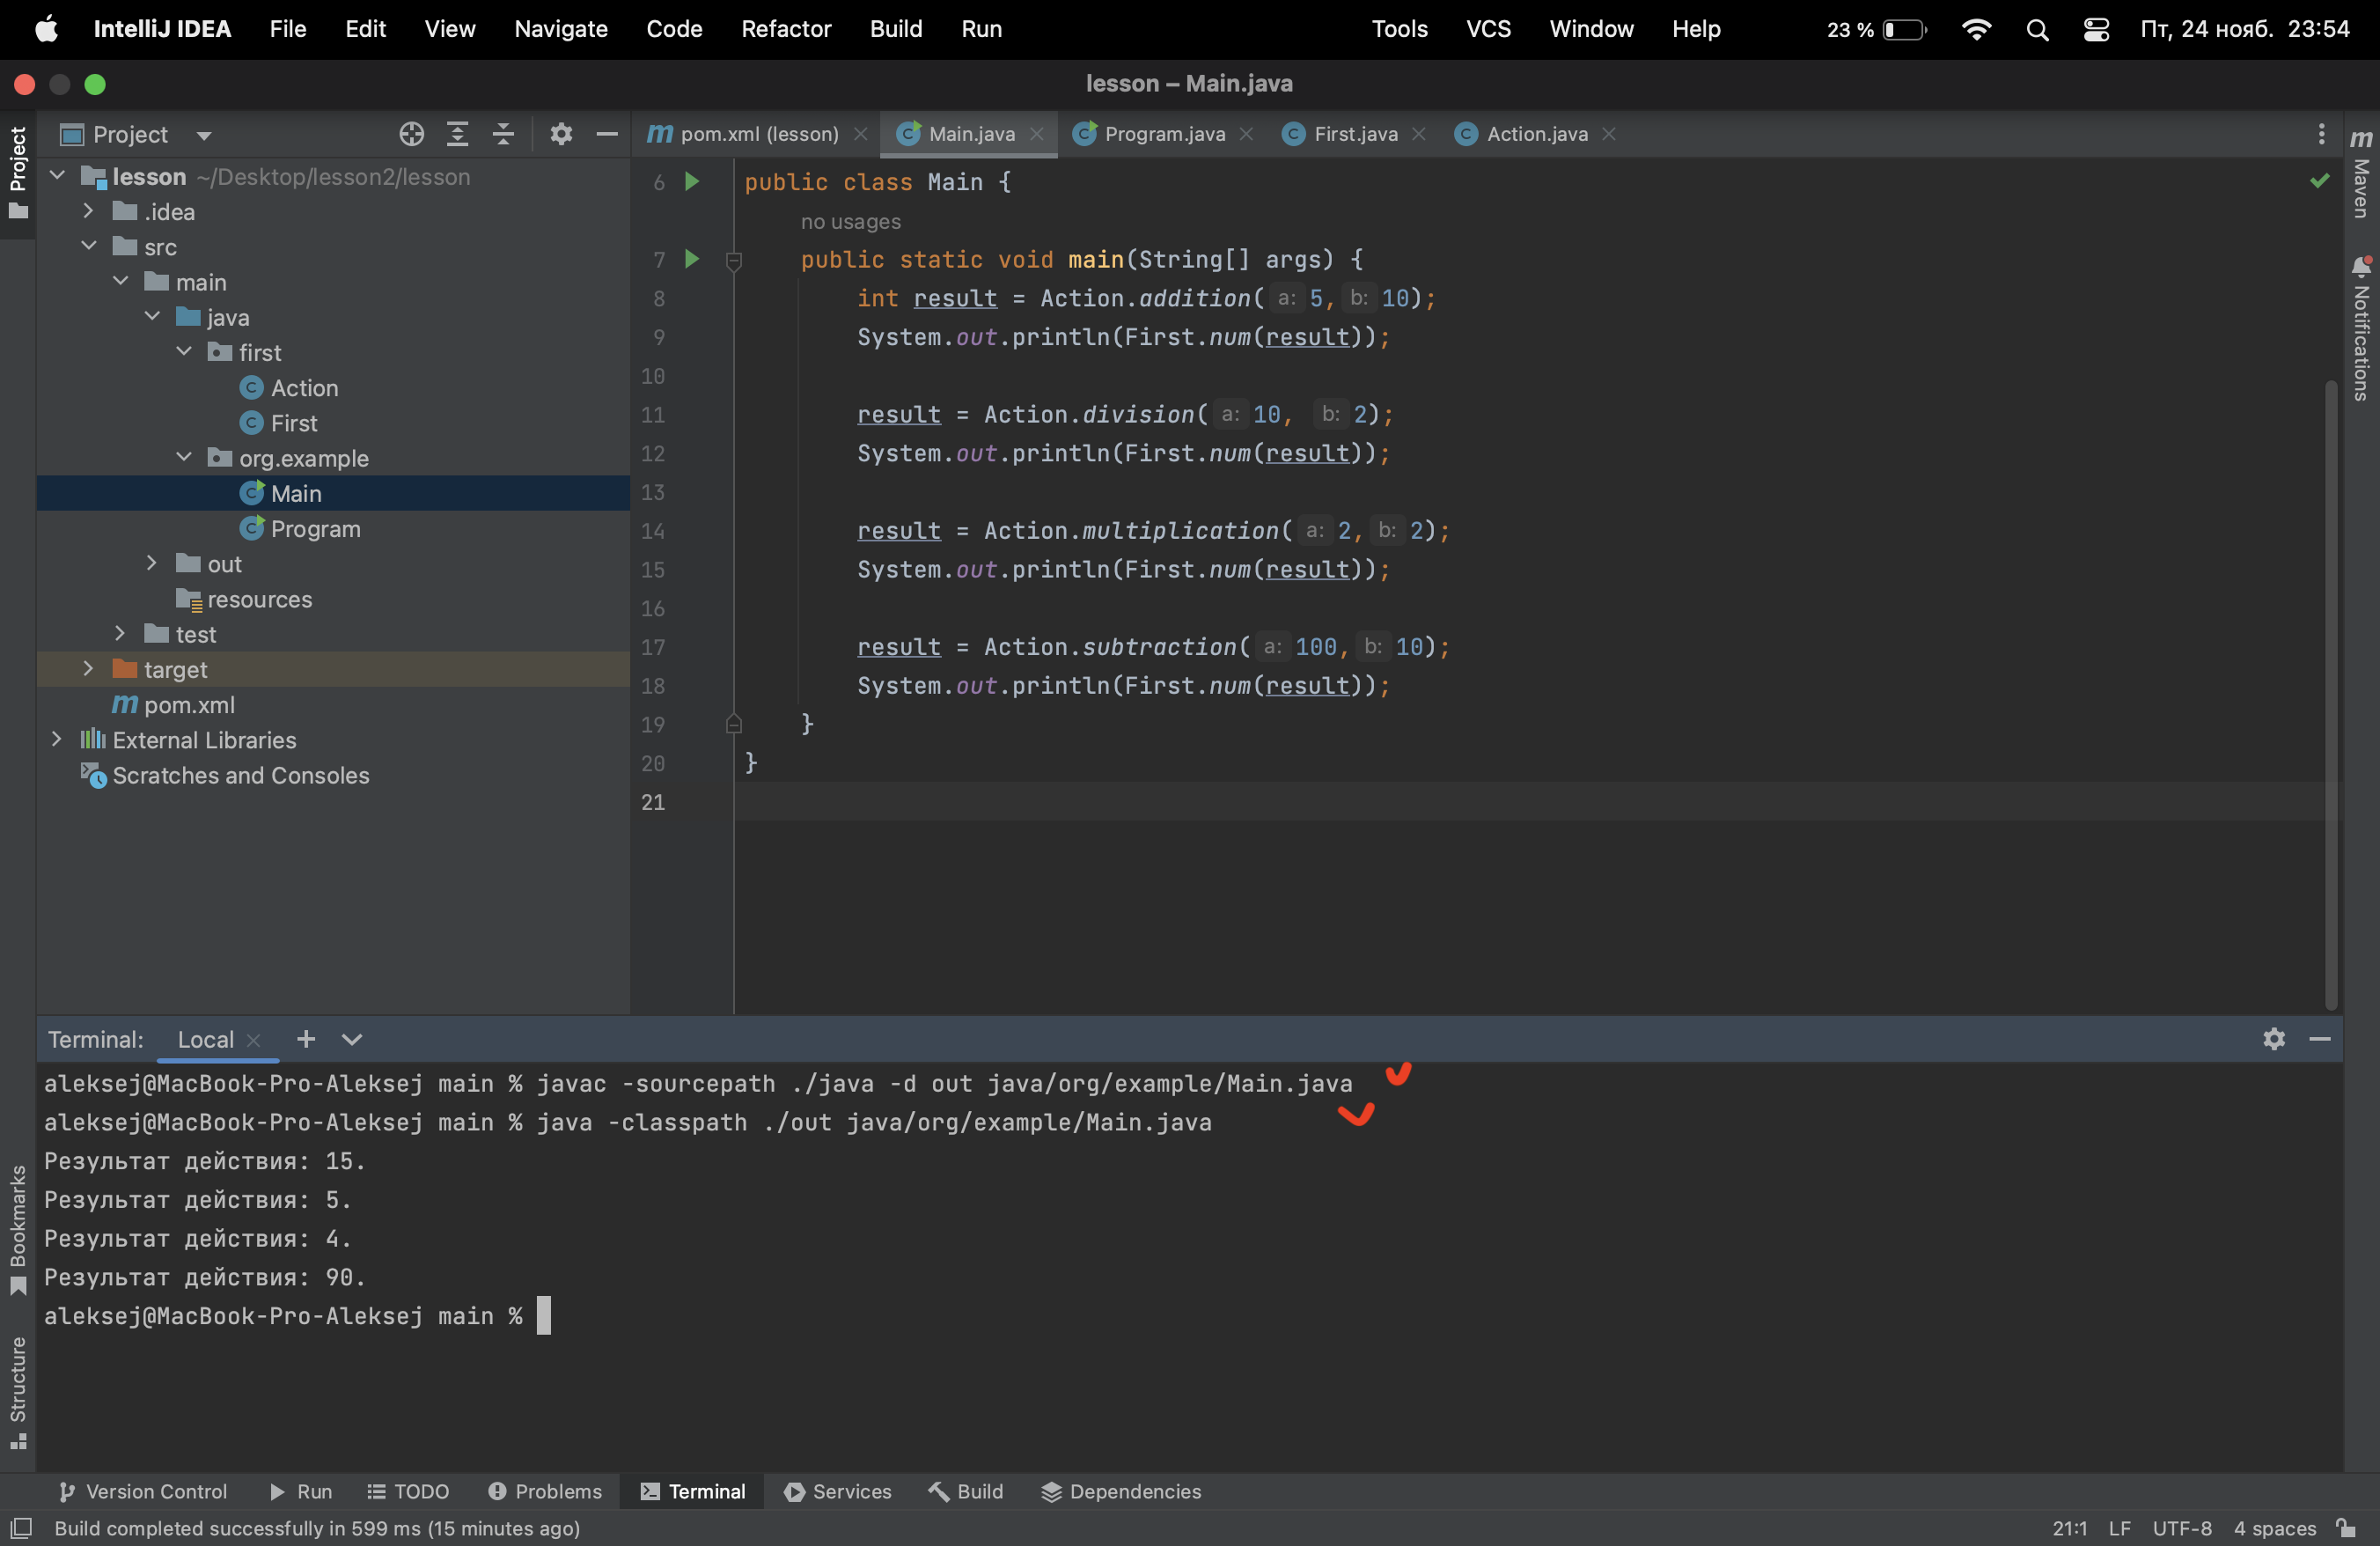 IntelliJ IDEA File Edit View Navigate Code Refactor Build Run Tools VCS Window Help 23 % Пт, 24 нояб. 23:54
lesson – Main.java
Project
Project
pom.xml (lesson) Main.java Program.java First.java Action.java
lesson ~/Desktop/lesson2/lesson
.idea
src
main
java
first
Action
First
org.example
Main
Program
out
resources
test
target
pom.xml
External Libraries
Scratches and Consoles
6 public class Main {
no usages
7 public static void main(String[] args) {
8 int result = Action.addition( a: 5, b: 10);
9 System.out.println(First.num(result));
10
11 result = Action.division( a: 10, b: 2);
12 System.out.println(First.num(result));
13
14 result = Action.multiplication( a: 2, b: 2);
15 System.out.println(First.num(result));
16
17 result = Action.subtraction( a: 100, b: 10);
18 System.out.println(First.num(result));
19 }
20 }
21
m Maven
Notifications
Terminal: Local
aleksej@MacBook-Pro-Aleksej main % javac -sourcepath ./java -d out java/org/example/Main.java
aleksej@MacBook-Pro-Aleksej main % java -classpath ./out java/org/example/Main.java
Результат действия: 15.
Результат действия: 5.
Результат действия: 4.
Результат действия: 90.
aleksej@MacBook-Pro-Aleksej main %
Bookmarks
Structure
Version Control Run TODO Problems Terminal Services Build Dependencies
Build completed successfully in 599 ms (15 minutes ago) 21:1 LF UTF-8 4 spaces